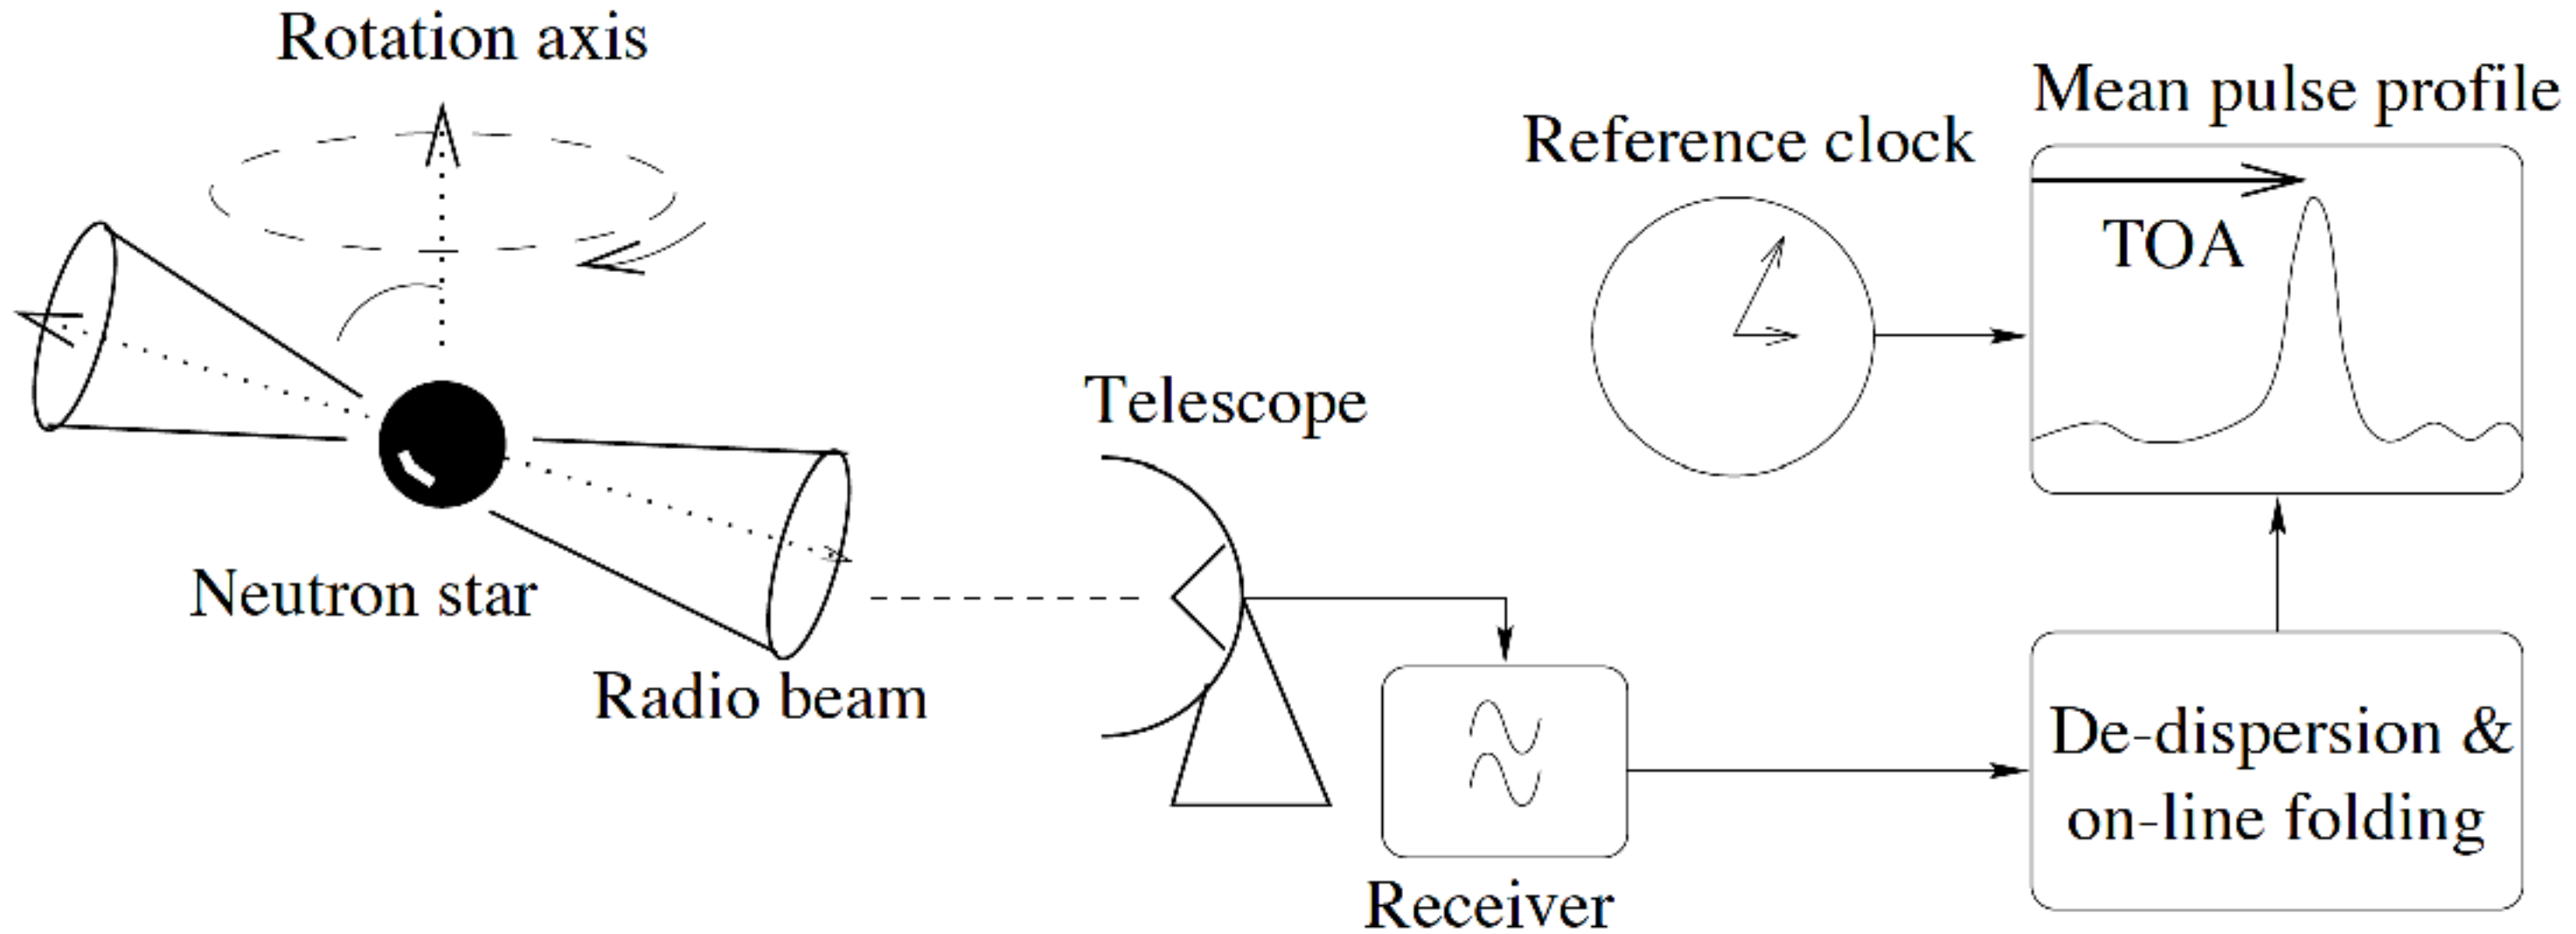 Rotation axis
Neutron star
Radio beam
Telescope
Receiver
Reference clock
Mean pulse profile
TOA
De-dispersion &
on-line folding